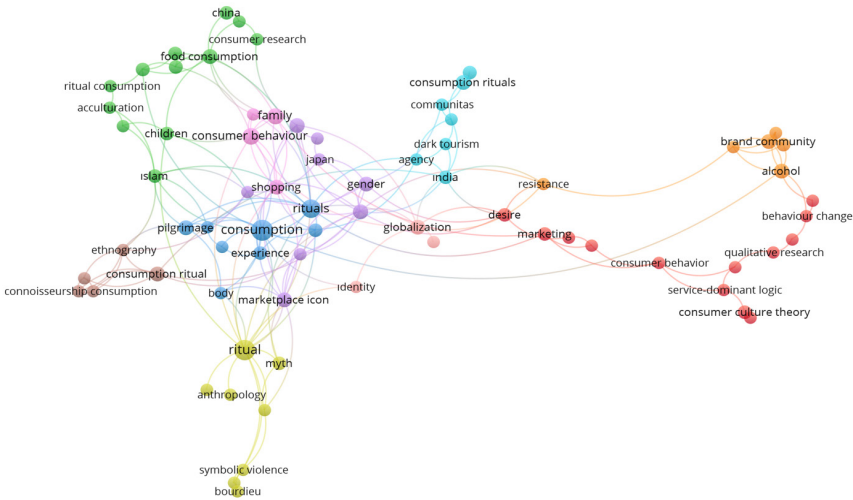 china
consumer research
food consumption
ritual consumption
acculturation
children
islam
family
consumer behaviour
japan
shopping
gender
consumption rituals
communitas
dark tourism
agency
india
resistance
brand community
alcohol
behaviour change
rituals
pilgrimage
consumption
experience
globalization
desire
marketing
consumer behavior
qualitative research
service-dominant logic
consumer culture theory
ethnography
consumption ritual
connoisseurship consumption
body
marketplace icon
identity
ritual
myth
anthropology
symbolic violence
bourdieu